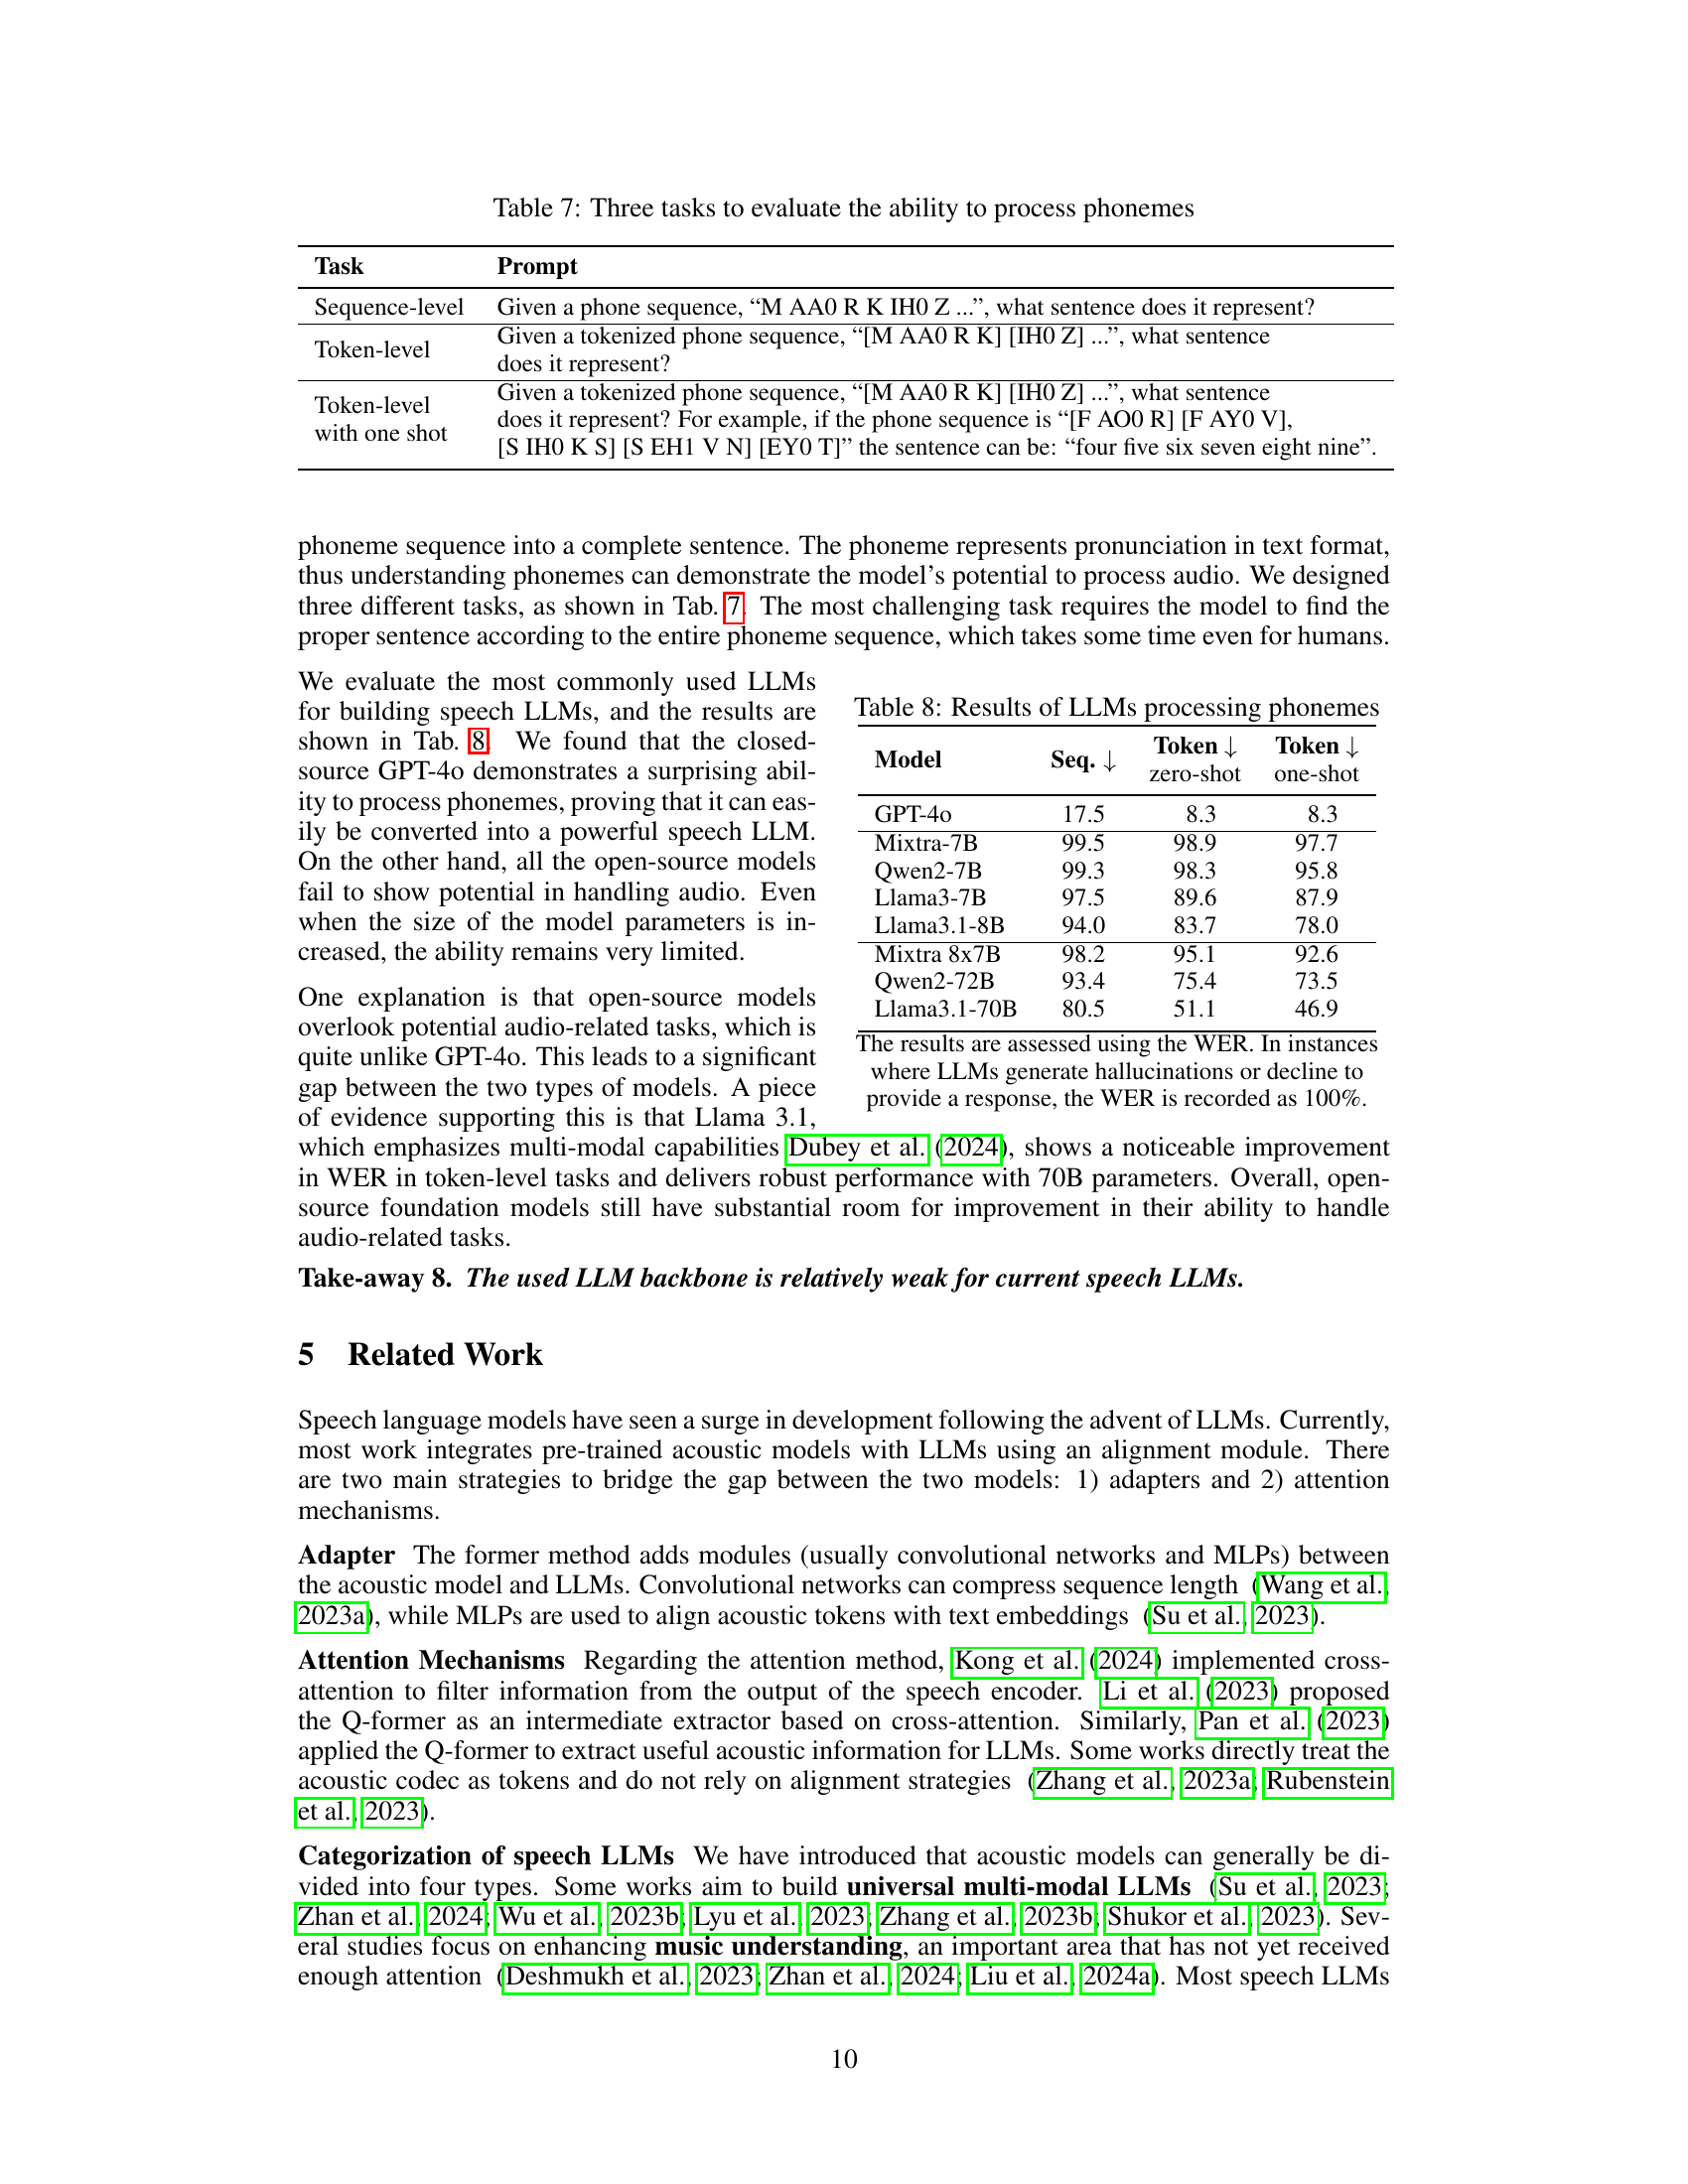 Table 7: Three tasks to evaluate the ability to process phonemes
Task Prompt
Sequence-level Given a phone sequence, “M AA0 R K IH0 Z ...”, what sentence does it represent?
Token-level Given a tokenized phone sequence, “[M AA0 R K] [IH0 Z] ...”, what sentence
does it represent?
Token-level
with one shot
Given a tokenized phone sequence, “[M AA0 R K] [IH0 Z] ...”, what sentence
does it represent? For example, if the phone sequence is “[F AO0 R] [F AY0 V],
[S IH0 K S] [S EH1 V N] [EY0 T]” the sentence can be: “four five six seven eight nine”.
phoneme sequence into a complete sentence. The phoneme represents pronunciation in text format,
thus understanding phonemes can demonstrate the model’s potential to process audio. We designed
three different tasks, as shown in Tab. 7. The most challenging task requires the model to find the
proper sentence according to the entire phoneme sequence, which takes some time even for humans.
We evaluate the most commonly used LLMs
for building speech LLMs, and the results are
shown in Tab. 8. We found that the closed-
source GPT-4o demonstrates a surprising abil-
ity to process phonemes, proving that it can eas-
ily be converted into a powerful speech LLM.
On the other hand, all the open-source models
fail to show potential in handling audio. Even
when the size of the model parameters is in-
creased, the ability remains very limited.
One explanation is that open-source models
overlook potential audio-related tasks, which is
quite unlike GPT-4o. This leads to a significant
gap between the two types of models. A piece
of evidence supporting this is that Llama 3.1,
Table 8: Results of LLMs processing phonemes
Model Seq. ↓ Token ↓ Token ↓
zero-shot one-shot
GPT-4o 17.5 8.3 8.3
Mixtra-7B 99.5 98.9 97.7
Qwen2-7B 99.3 98.3 95.8
Llama3-7B 97.5 89.6 87.9
Llama3.1-8B 94.0 83.7 78.0
Mixtra 8x7B 98.2 95.1 92.6
Qwen2-72B 93.4 75.4 73.5
Llama3.1-70B 80.5 51.1 46.9
The results are assessed using the WER. In instances
where LLMs generate hallucinations or decline to
provide a response, the WER is recorded as 100%.
which emphasizes multi-modal capabilities Dubey et al. (2024), shows a noticeable improvement
in WER in token-level tasks and delivers robust performance with 70B parameters. Overall, open-
source foundation models still have substantial room for improvement in their ability to handle
audio-related tasks.
Take-away 8. The used LLM backbone is relatively weak for current speech LLMs.
5 Related Work
Speech language models have seen a surge in development following the advent of LLMs. Currently,
most work integrates pre-trained acoustic models with LLMs using an alignment module. There
are two main strategies to bridge the gap between the two models: 1) adapters and 2) attention
mechanisms.
Adapter The former method adds modules (usually convolutional networks and MLPs) between
the acoustic model and LLMs. Convolutional networks can compress sequence length (Wang et al.,
2023a), while MLPs are used to align acoustic tokens with text embeddings (Su et al., 2023).
Attention Mechanisms Regarding the attention method, Kong et al. (2024) implemented cross-
attention to filter information from the output of the speech encoder. Li et al. (2023) proposed
the Q-former as an intermediate extractor based on cross-attention. Similarly, Pan et al. (2023)
applied the Q-former to extract useful acoustic information for LLMs. Some works directly treat the
acoustic codec as tokens and do not rely on alignment strategies (Zhang et al., 2023a; Rubenstein
et al., 2023).
Categorization of speech LLMs We have introduced that acoustic models can generally be di-
vided into four types. Some works aim to build universal multi-modal LLMs (Su et al., 2023;
Zhan et al., 2024; Wu et al., 2023b; Lyu et al., 2023; Zhang et al., 2023b; Shukor et al., 2023). Sev-
eral studies focus on enhancing music understanding, an important area that has not yet received
enough attention (Deshmukh et al., 2023; Zhan et al., 2024; Liu et al., 2024a). Most speech LLMs
10